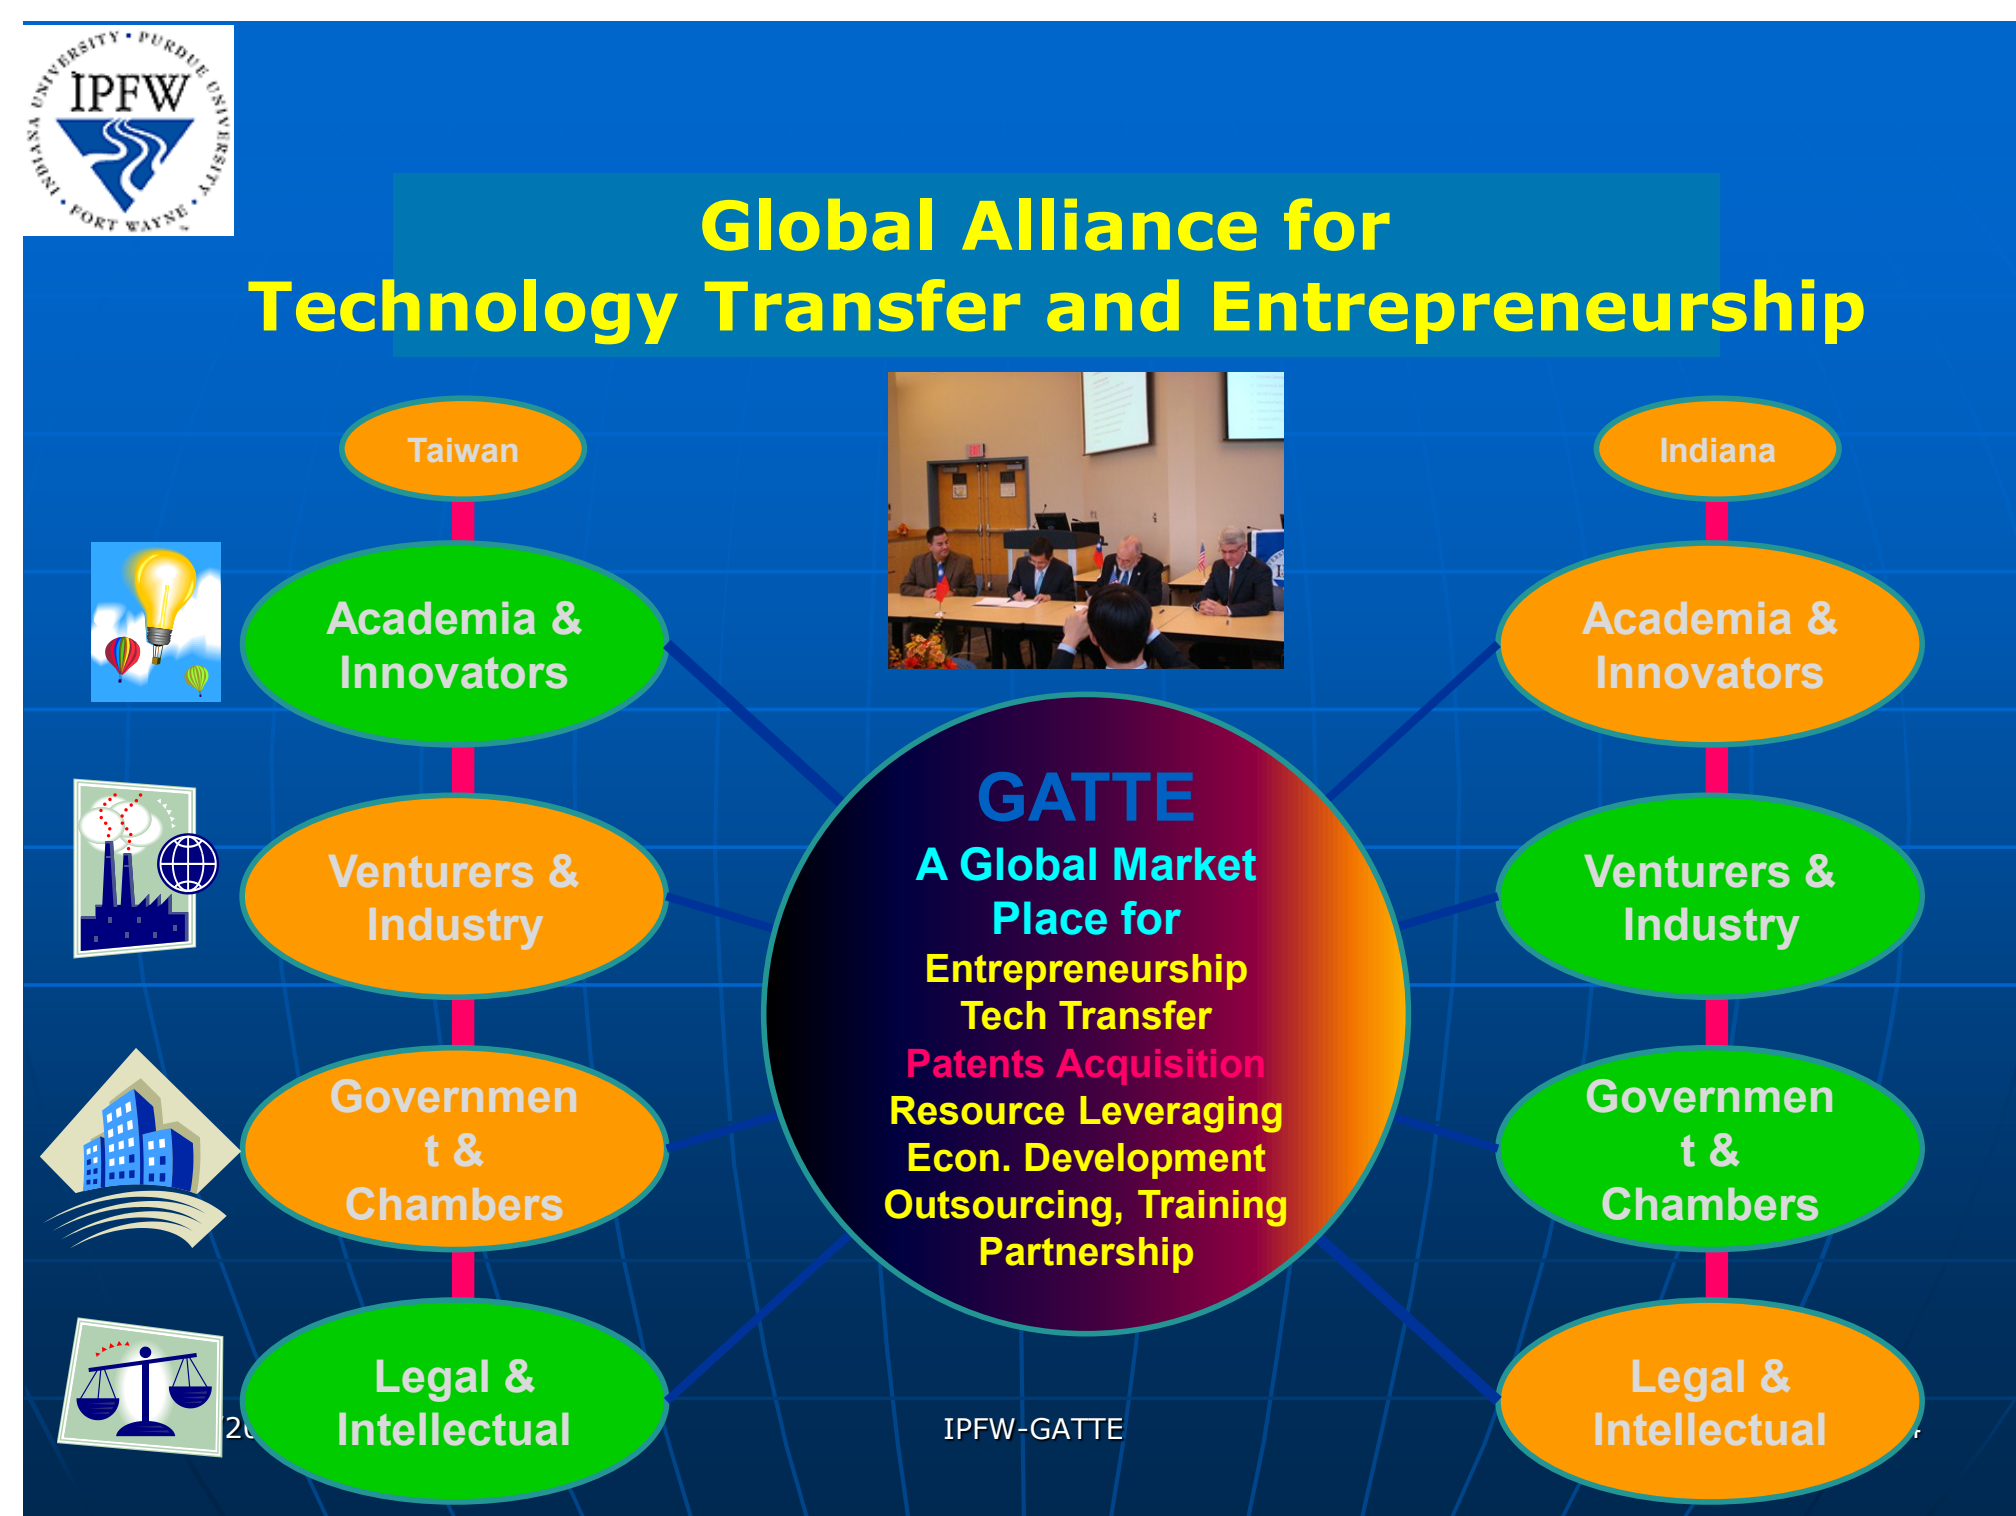 INDIANA UNIVERSITY • PURDUE UNIVERSITY • FORT WAYNE •
IPFW
Global Alliance for
Technology Transfer and Entrepreneurship
Taiwan
Academia &
Innovators
Venturers &
Industry
Governmen
t &
Chambers
Legal &
Intellectual
GATTE
A Global Market
Place for
Entrepreneurship
Tech Transfer
Patents Acquisition
Resource Leveraging
Econ. Development
Outsourcing, Training
Partnership
Indiana
Academia &
Innovators
Venturers &
Industry
Governmen
t &
Chambers
Legal &
Intellectual
IPFW-GATTE